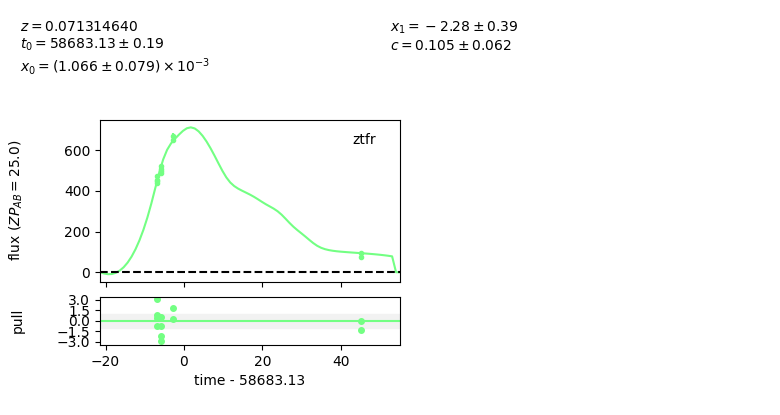 z = 0.071314640
t₀ = 58683.13 ± 0.19
x₀ = (1.066 ± 0.079) × 10⁻³
x₁ = −2.28 ± 0.39
c = 0.105 ± 0.062
ztfr
flux (ZP_AB = 25.0)
600
400
200
0
pull
3.0
1.5
0.0
−1.5
−3.0
−20
0
20
40
time - 58683.13